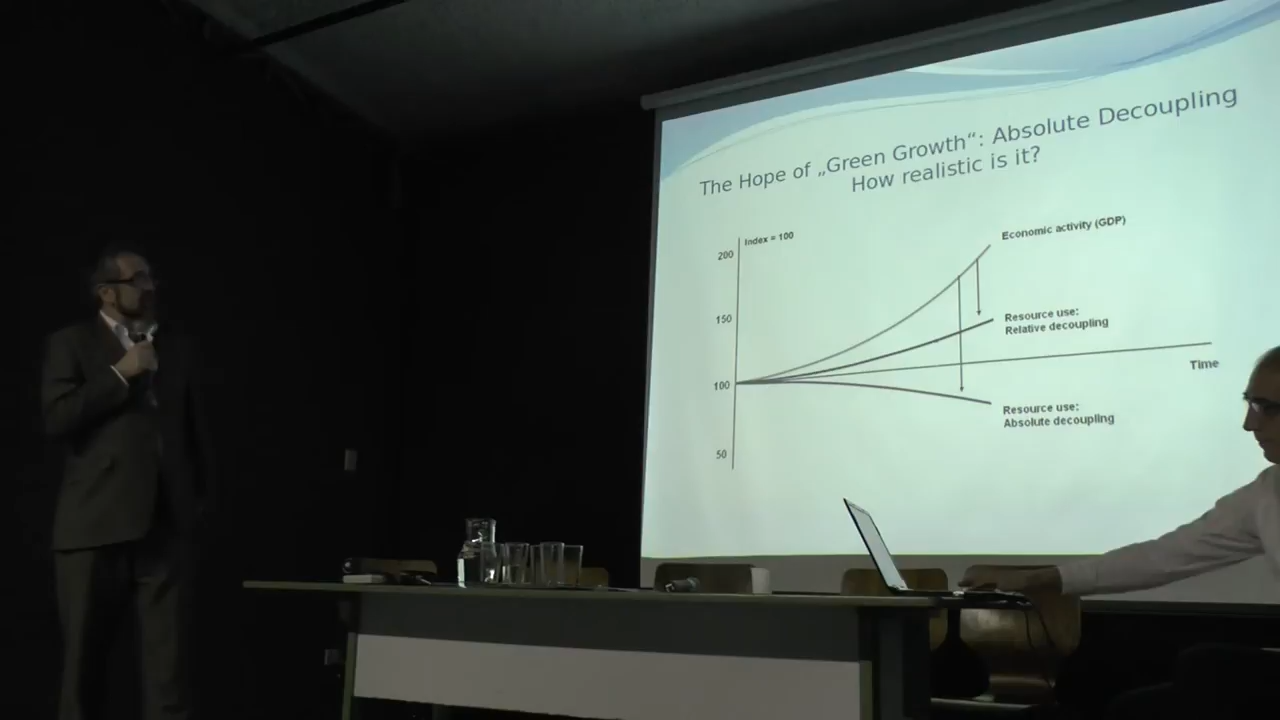 The Hope of „Green Growth“: Absolute Decoupling
How realistic is it?
Index = 100
200
150
100
50
Economic activity (GDP)
Resource use:
Relative decoupling
Time
Resource use:
Absolute decoupling